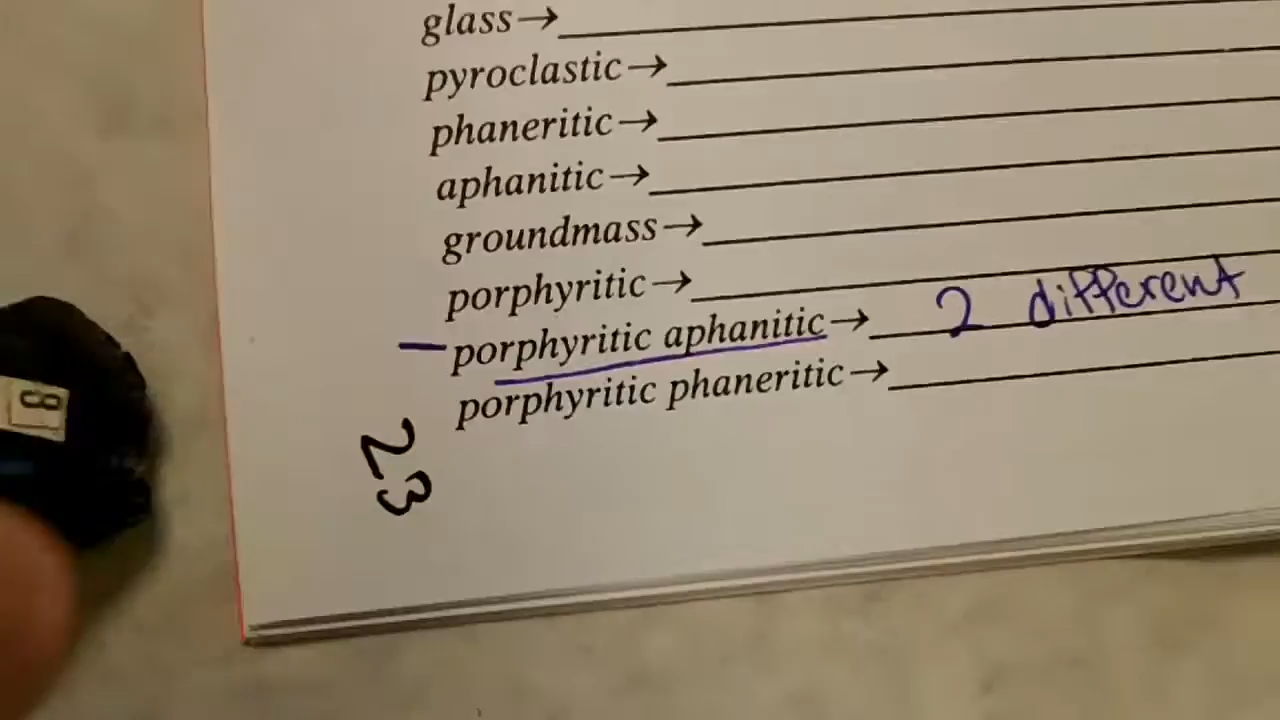 glass→
pyroclastic→
phaneritic→
aphanitic→
groundmass→
porphyritic→
porphyritic aphanitic→ 2 different
porphyritic phaneritic→
23
8